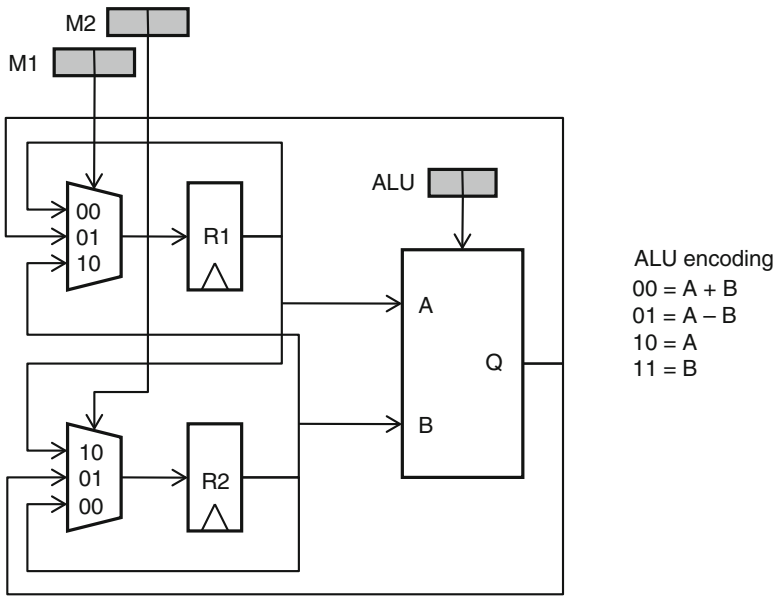 M2
M1
ALU
00
01
10
R1
A
B
Q
10
01
00
R2
ALU encoding
00 = A + B
01 = A – B
10 = A
11 = B